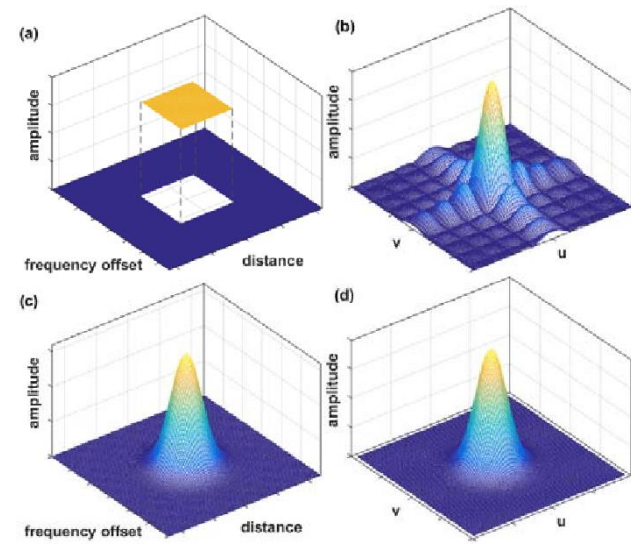 (a)
amplitude
frequency offset
distance
(b)
amplitude
v
u
(c)
amplitude
frequency offset
distance
(d)
amplitude
v
u